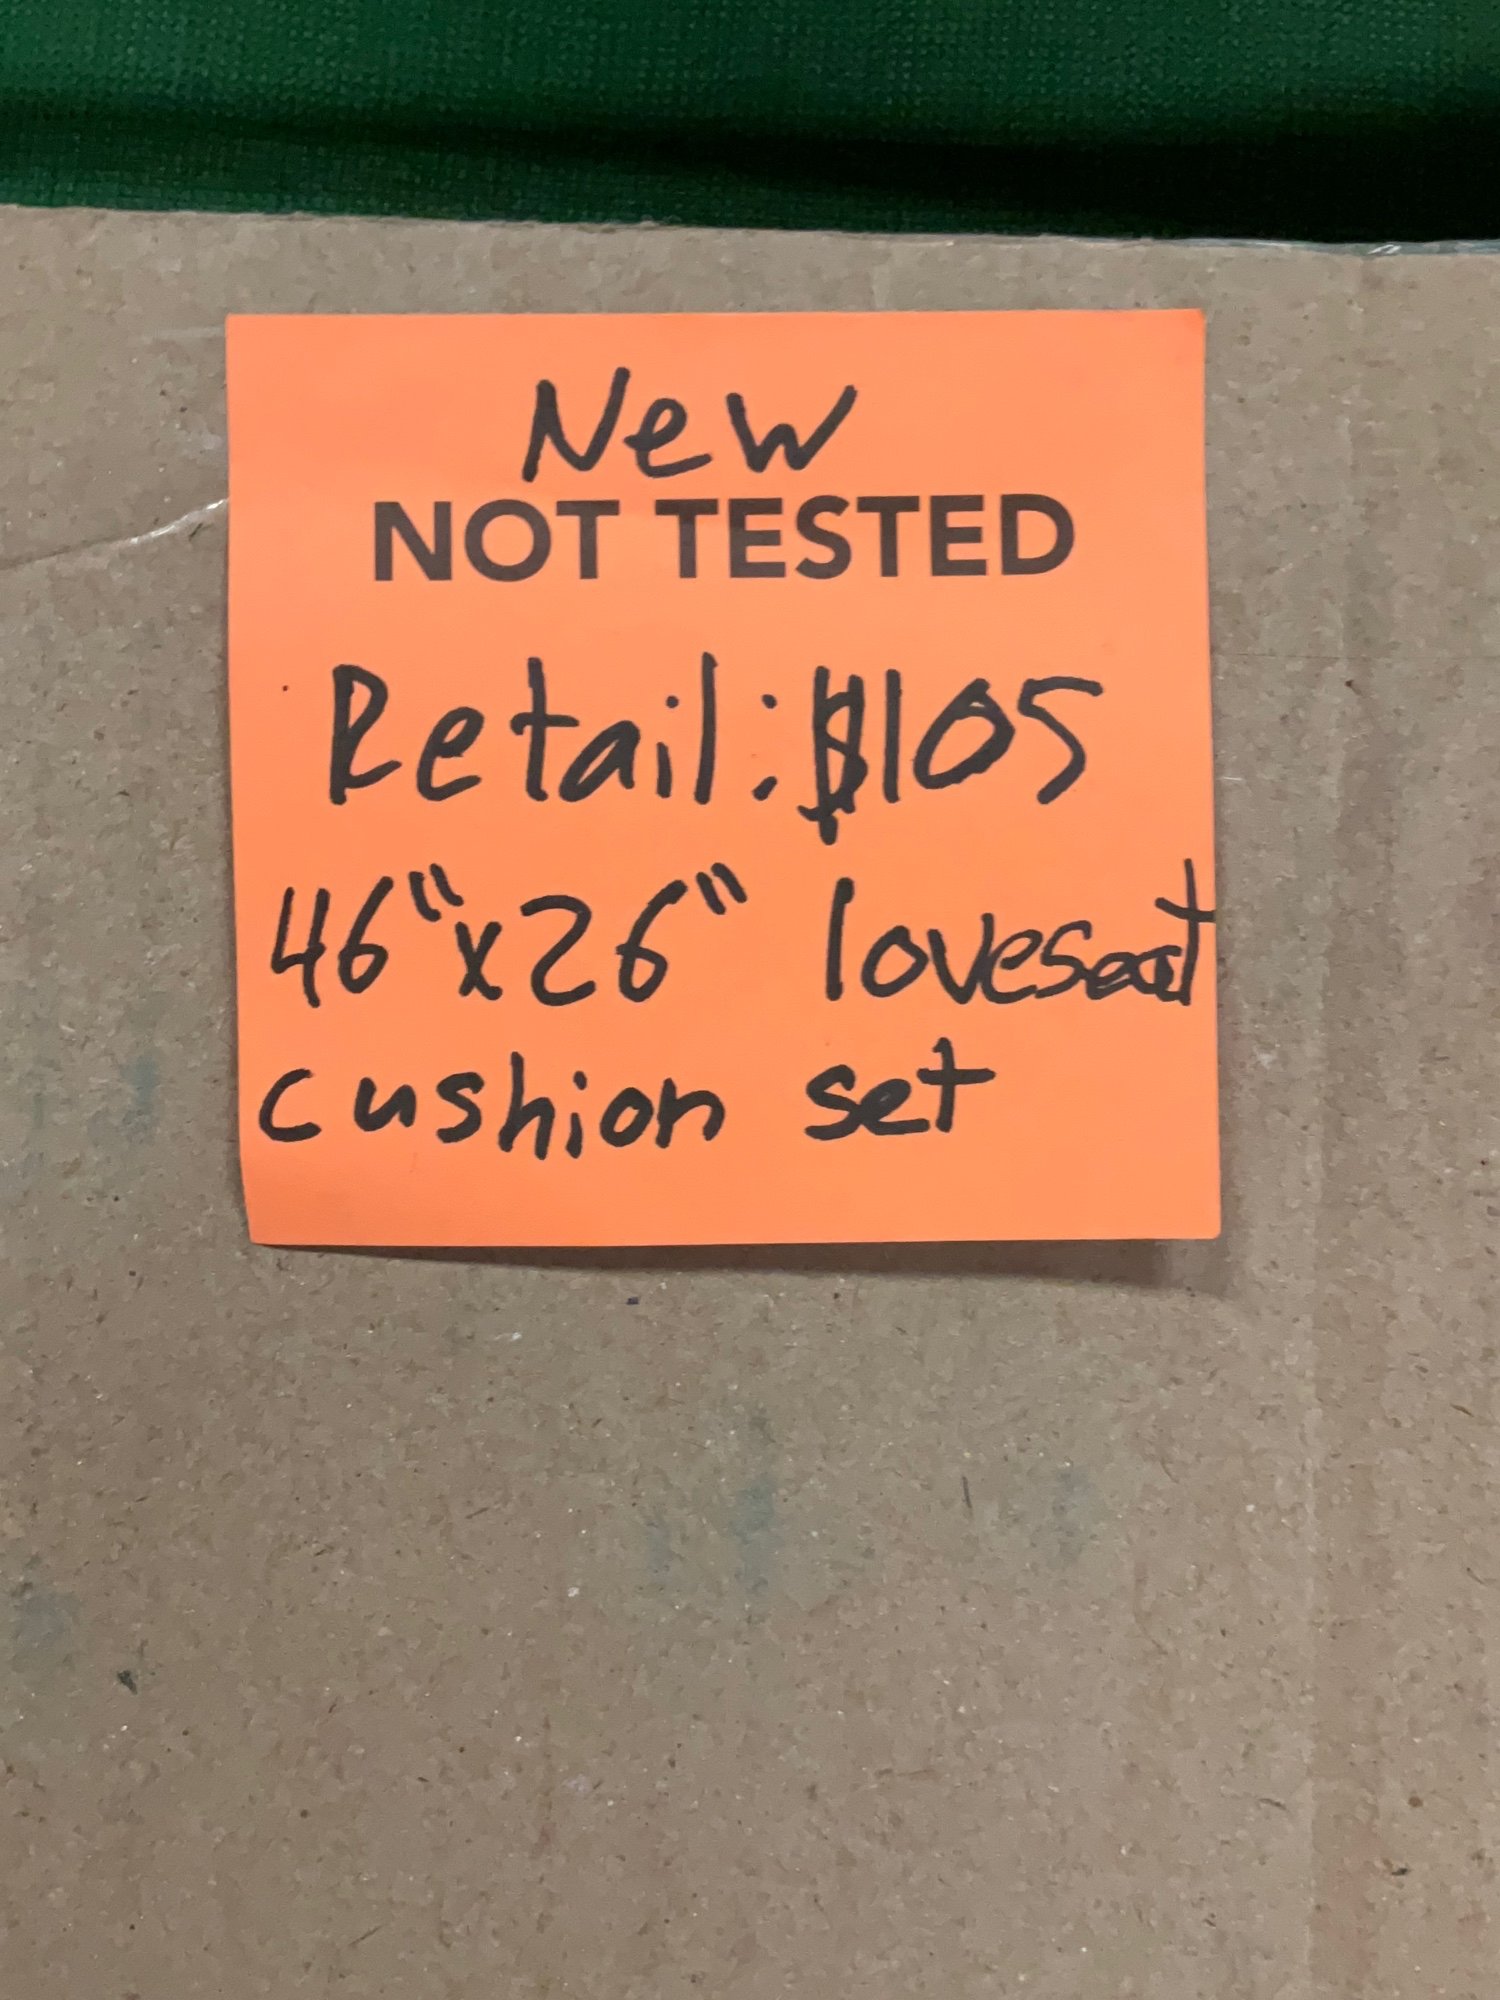 New
NOT TESTED
Retail: $105
46"x26" loveseat
cushion set